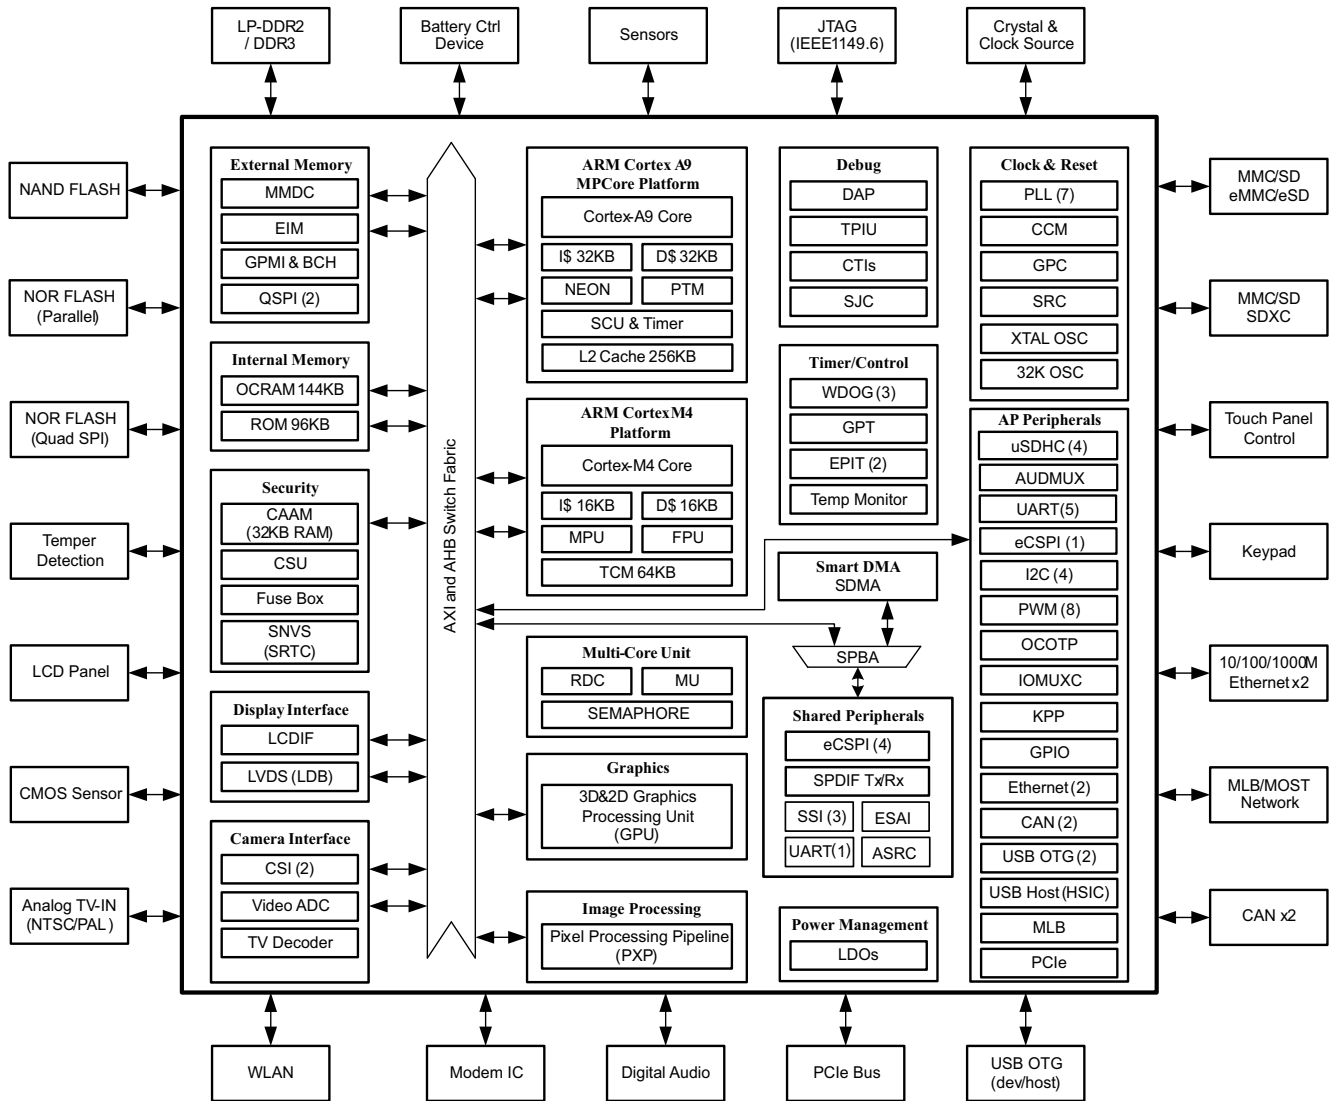 LP-DDR2
/ DDR3
Battery Ctrl
Device
Sensors
JTAG
(IEEE1149.6)
Crystal &
Clock Source
NAND FLASH
NOR FLASH
(Parallel)
NOR FLASH
(Quad SPI)
Temper
Detection
LCD Panel
CMOS Sensor
Analog TV-IN
(NTSC/PAL)
External Memory
MMDC
EIM
GPMI & BCH
QSPI (2)
Internal Memory
OCRAM 144KB
ROM 96KB
Security
CAAM
(32KB RAM)
CSU
Fuse Box
SNVS
(SRTC)
Display Interface
LCDIF
LVDS (LDB)
Camera Interface
CSI (2)
Video ADC
TV Decoder
AXI and AHB Switch Fabric
ARM Cortex A9
MPCore Platform
Cortex-A9 Core
I$ 32KB
D$ 32KB
NEON
PTM
SCU & Timer
L2 Cache 256KB
ARM Cortex M4
Platform
Cortex-M4 Core
I$ 16KB
D$ 16KB
MPU
FPU
TCM 64KB
Multi-Core Unit
RDC
MU
SEMAPHORE
Graphics
3D&2D Graphics
Processing Unit
(GPU)
Image Processing
Pixel Processing Pipeline
(PXP)
Debug
DAP
TPIU
CTIs
SJC
Timer/Control
WDOG (3)
GPT
EPIT (2)
Temp Monitor
Smart DMA
SDMA
SPBA
Shared Peripherals
eCSPI (4)
SPDIF Tx/Rx
SSI (3)
ESAI
UART(1)
ASRC
Power Management
LDOs
Clock & Reset
PLL (7)
CCM
GPC
SRC
XTAL OSC
32K OSC
AP Peripherals
uSDHC (4)
AUDMUX
UART (5)
eCSPI (1)
I2C (4)
PWM (8)
OCOTP
IOMUXC
KPP
GPIO
Ethernet (2)
CAN (2)
USB OTG (2)
USB Host (HSIC)
MLB
PCIe
MMC/SD
eMMC/eSD
MMC/SD
SDXC
Touch Panel
Control
Keypad
10/100/1000M
Ethernet x2
MLB/MOST
Network
CAN x2
WLAN
Modem IC
Digital Audio
PCIe Bus
USB OTG
(dev/host)